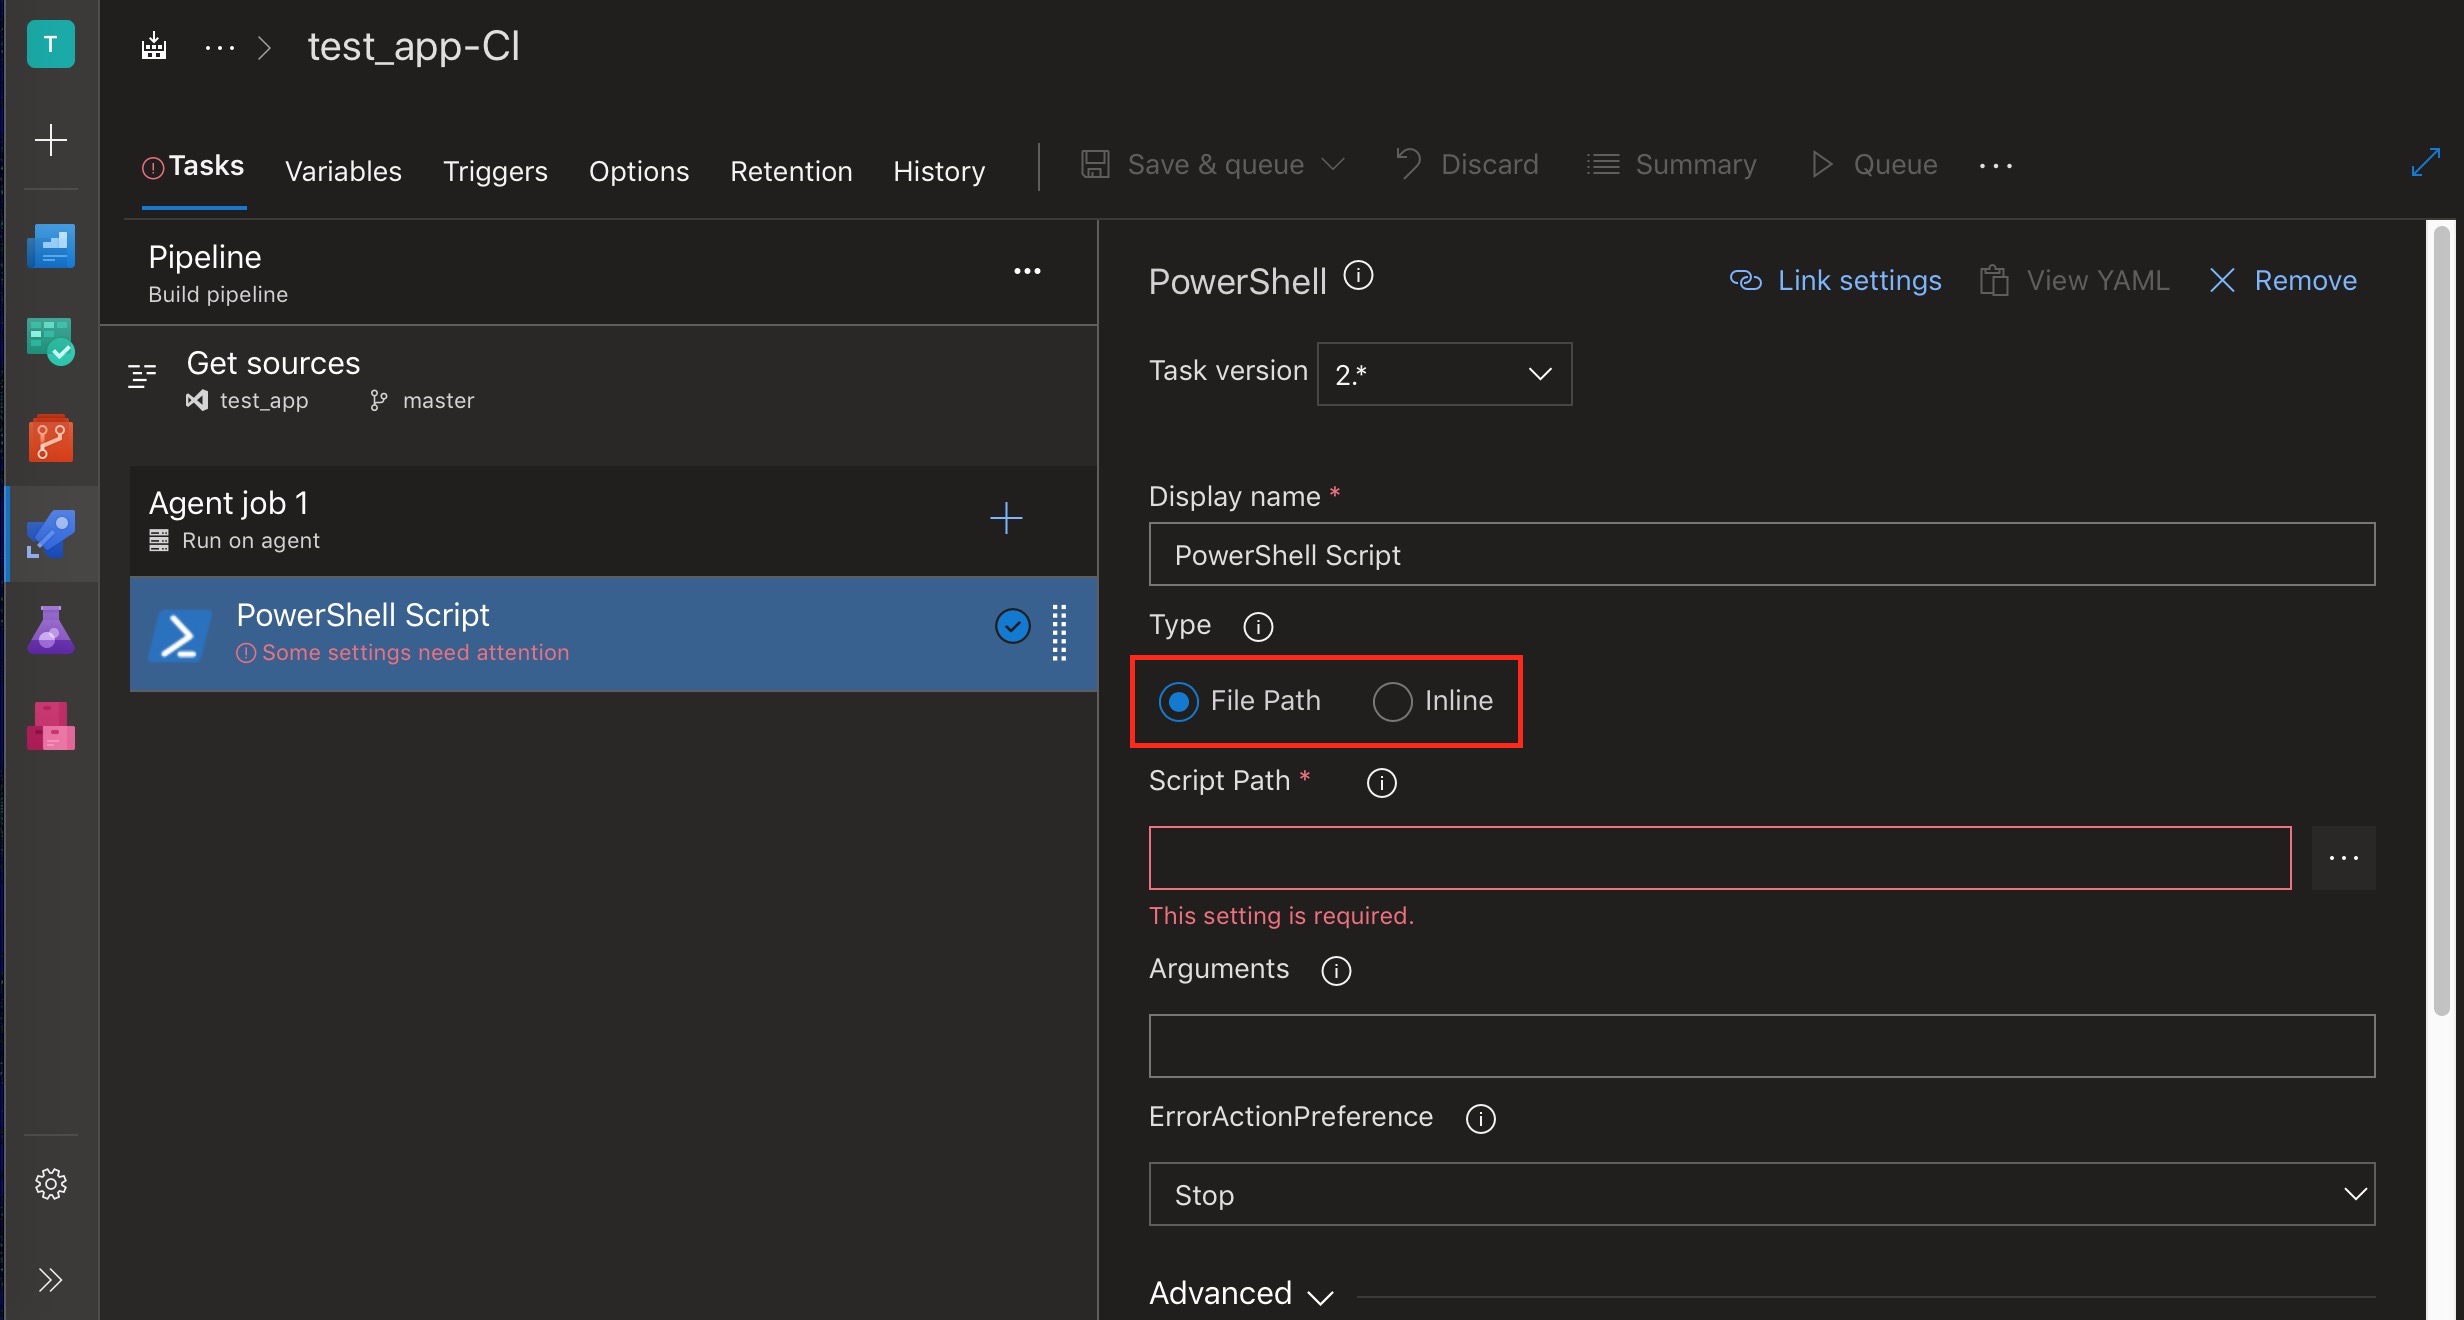 T
test_app-CI
Tasks Variables Triggers Options Retention History Save & queue Discard Summary Queue
Pipeline
Build pipeline
Get sources
test_app master
Agent job 1
Run on agent
PowerShell Script
Some settings need attention
PowerShell Link settings View YAML Remove
Task version 2.*
Display name *
PowerShell Script
Type
File Path Inline
Script Path *
This setting is required.
Arguments
ErrorActionPreference
Stop
Advanced